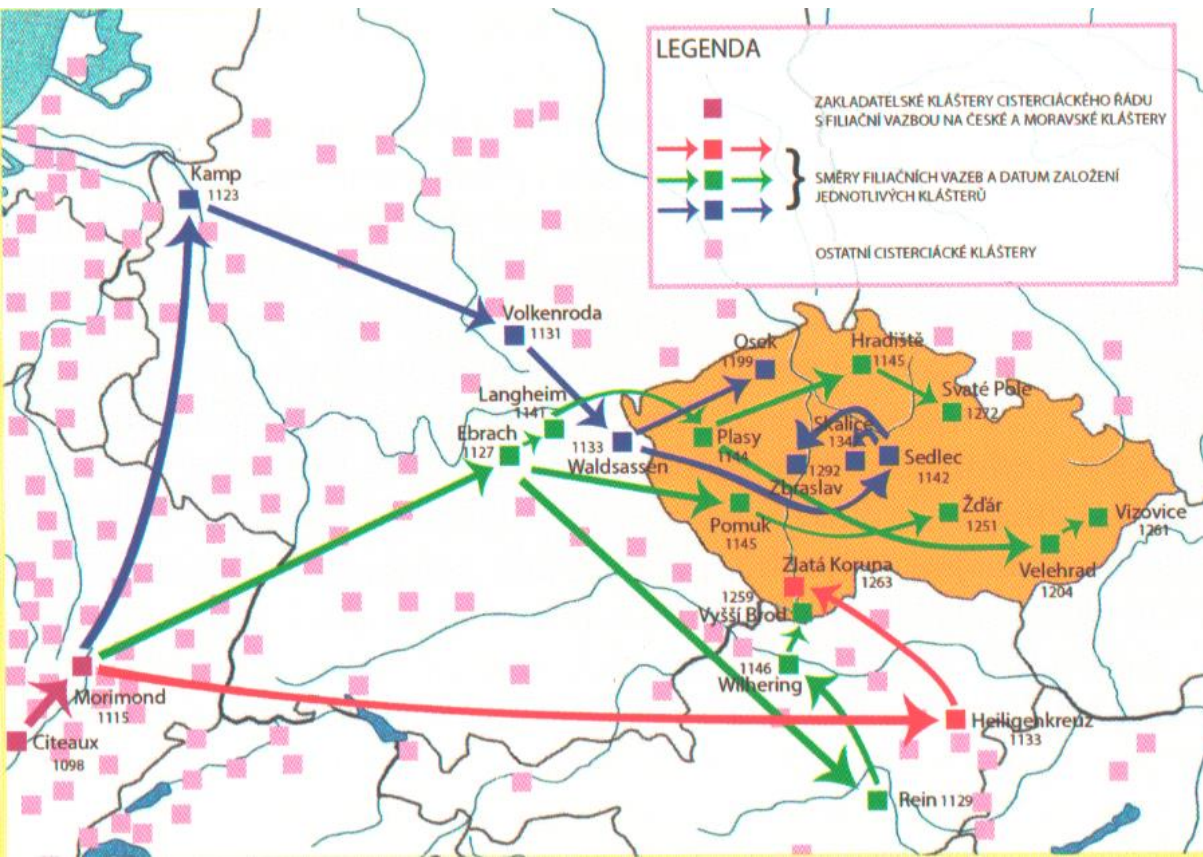 LEGENDA
ZAKLADATELSKÉ KLÁŠTERY CISTERCIÁCKÉHO ŘÁDU
S FILIAČNÍ VAZBOU NA ČESKÉ A MORAVSKÉ KLÁŠTERY
SMĚRY FILIAČNÍCH VAZEB A DATUM ZALOŽENÍ
JEDNOTLIVÝCH KLÁŠTERŮ
OSTATNÍ CISTERCIÁCKÉ KLÁŠTERY
Kamp
1123
Volkenroda
1131
Osek
1199
Hradiště
1145
Langheim
1141
Svaté Pole
1272
Ebrach
1127
1133
Waldsassen
Plasy
1144
Skalice
1292
Zbraslav
Sedlec
1142
Pomuk
1145
Žďár
1251
Vizovice
1261
Velehrad
1204
Zlatá Koruna
1263
1259
Vyšší Brod
1146
Wilhering
Morimond
1115
Citeaux
1098
Heiligenkreuz
1133
Rein 1129